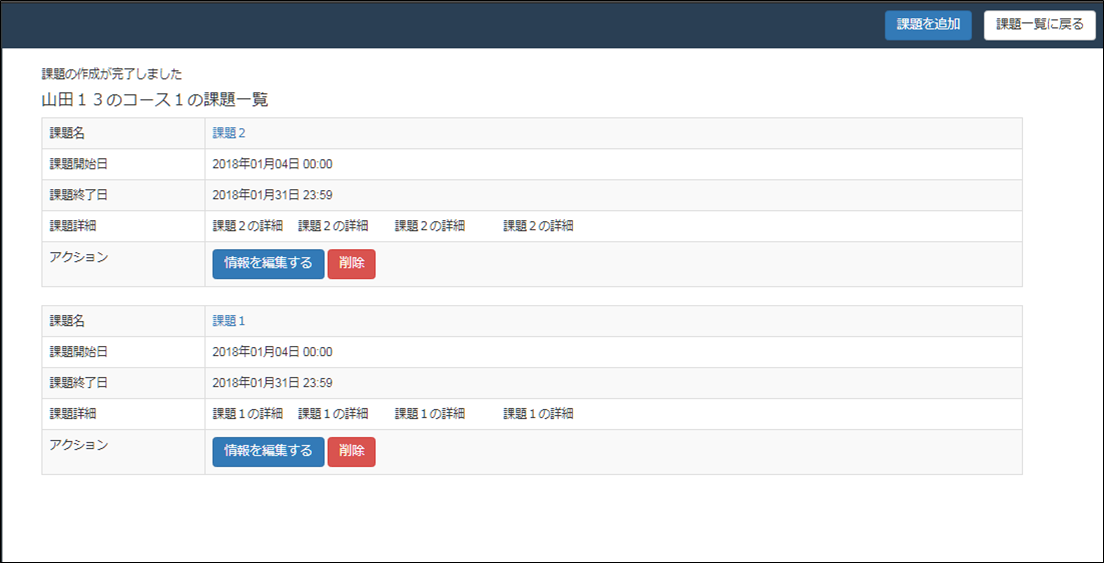 課題を追加 課題一覧に戻る
課題の作成が完了しました
山田１３のコース１の課題一覧
課題名 課題２
課題開始日 2018年01月04日 00:00
課題終了日 2018年01月31日 23:59
課題詳細 課題２の詳細 課題２の詳細 課題２の詳細 課題２の詳細
アクション 情報を編集する 削除
課題名 課題１
課題開始日 2018年01月04日 00:00
課題終了日 2018年01月31日 23:59
課題詳細 課題１の詳細 課題１の詳細 課題１の詳細 課題１の詳細
アクション 情報を編集する 削除